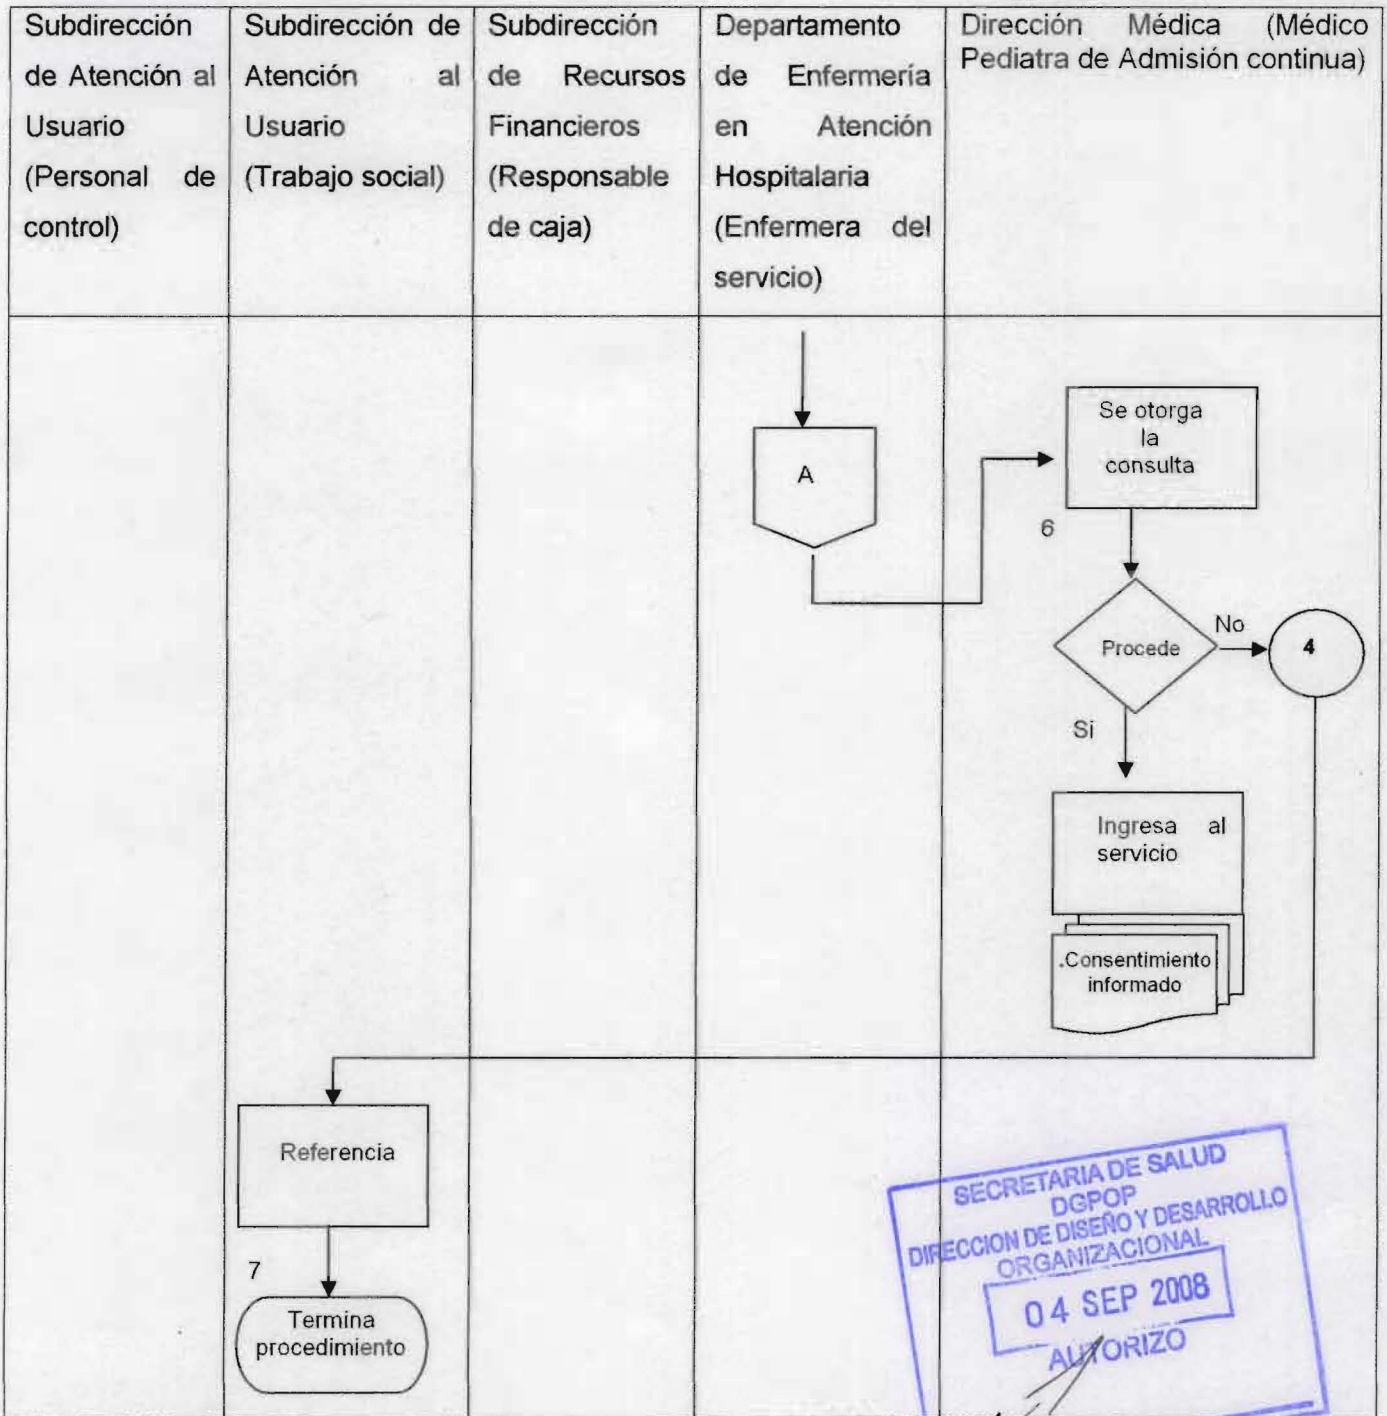 Subdirección
de Atención al
Usuario
(Personal de
control)
Subdirección de
Atención al
Usuario
(Trabajo social)
Subdirección
de Recursos
Financieros
(Responsable
de caja)
Departamento
de Enfermería
en Atención
Hospitalaria
(Enfermera del
servicio)
Dirección Médica (Médico
Pediatra de Admisión continua)
A
Se otorga
la
consulta
6
Procede
No
4
Si
Ingresa al
servicio
.Consentimiento
informado
Referencia
7
Termina
procedimiento
SECRETARIA DE SALUD
DGPOP
DIRECCION DE DISEÑO Y DESARROLLO
ORGANIZACIONAL
04 SEP 2008
AUTORIZO